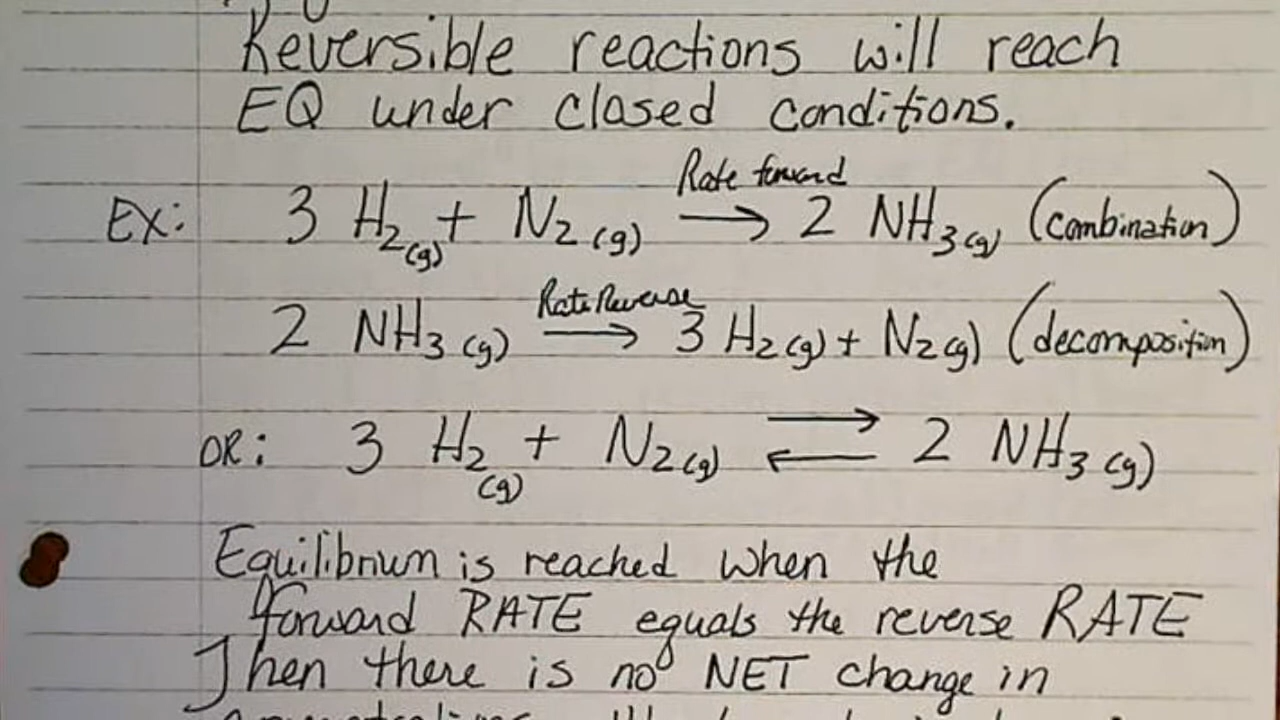 Reversible reactions will reach
EQ under closed conditions.
Rate forward
EX: 3 H₂(g) + N₂(g) → 2 NH₃(g) (combination)
Rate Reverse
2 NH₃(g) → 3 H₂(g) + N₂(g) (decomposition)
OR: 3 H₂(g) + N₂(g) ⇄ 2 NH₃(g)
Equilibrium is reached when the
forward RATE equals the reverse RATE
Then there is no NET change in